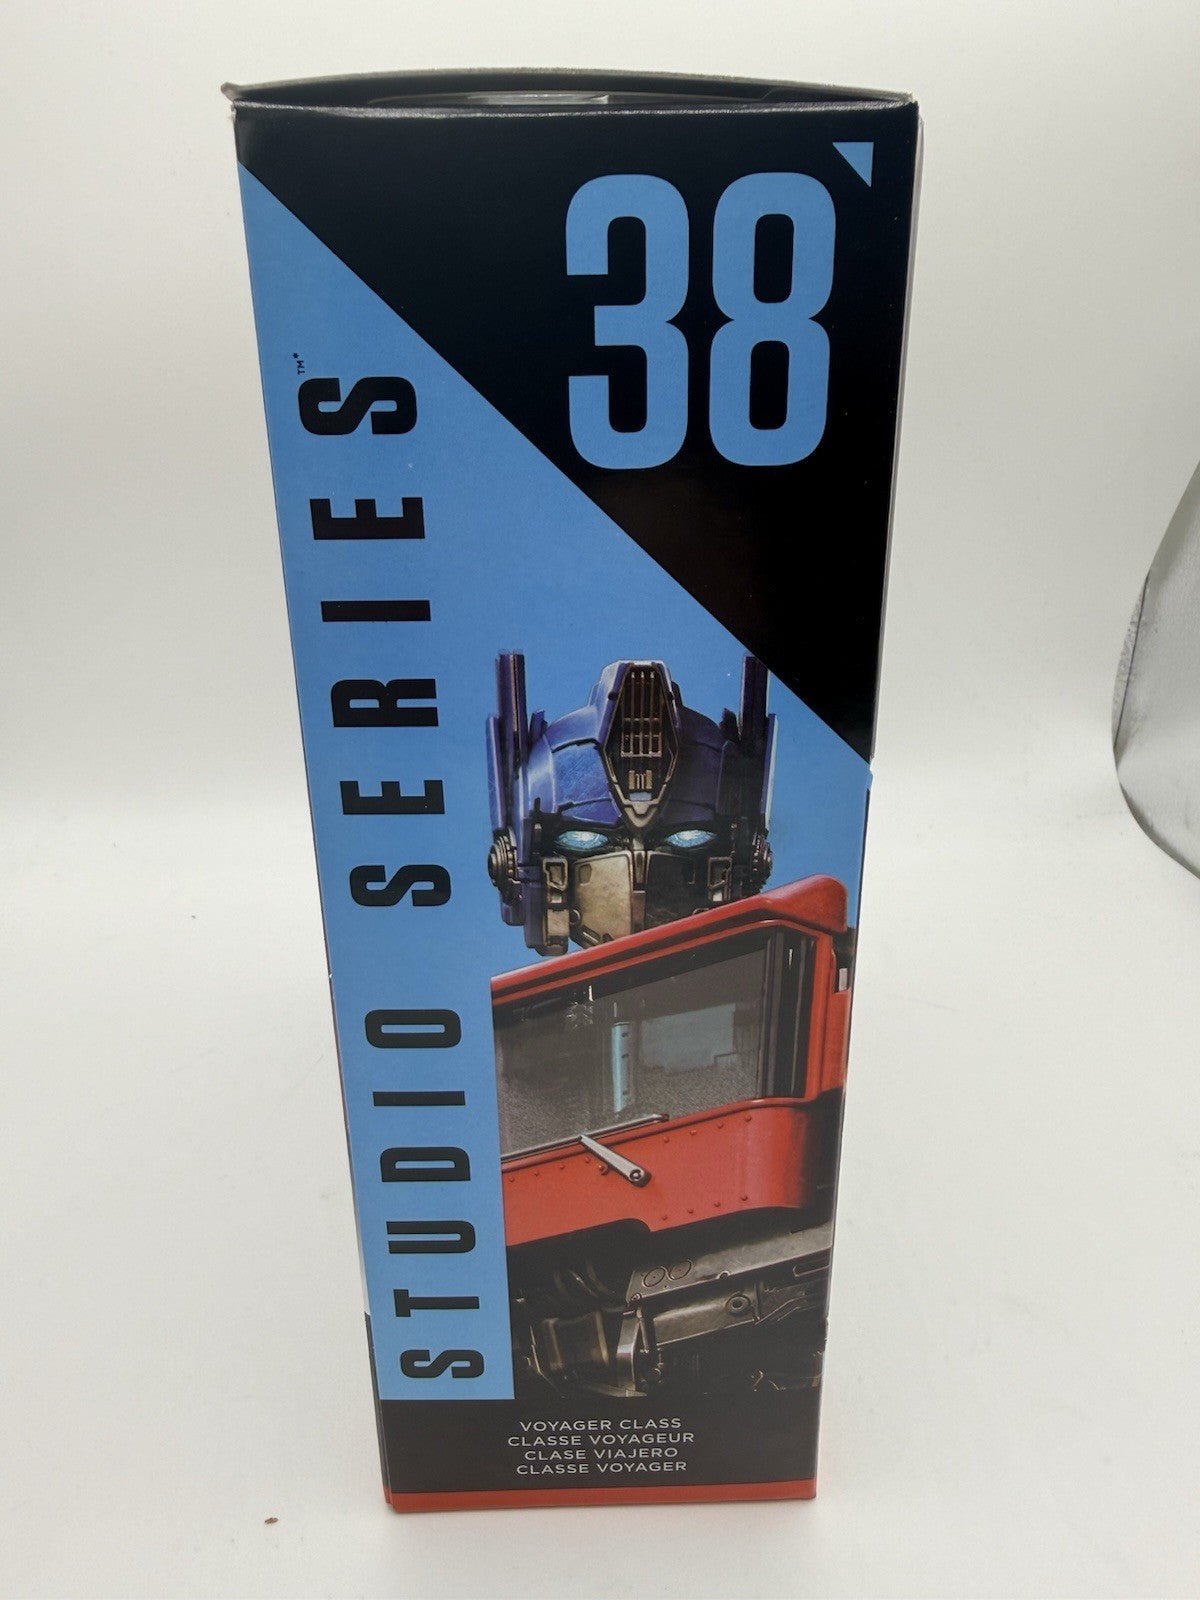 38
STUDIO SERIES™*
VOYAGER CLASS
CLASSE VOYAGEUR
CLASE VIAJERO
CLASSE VOYAGER